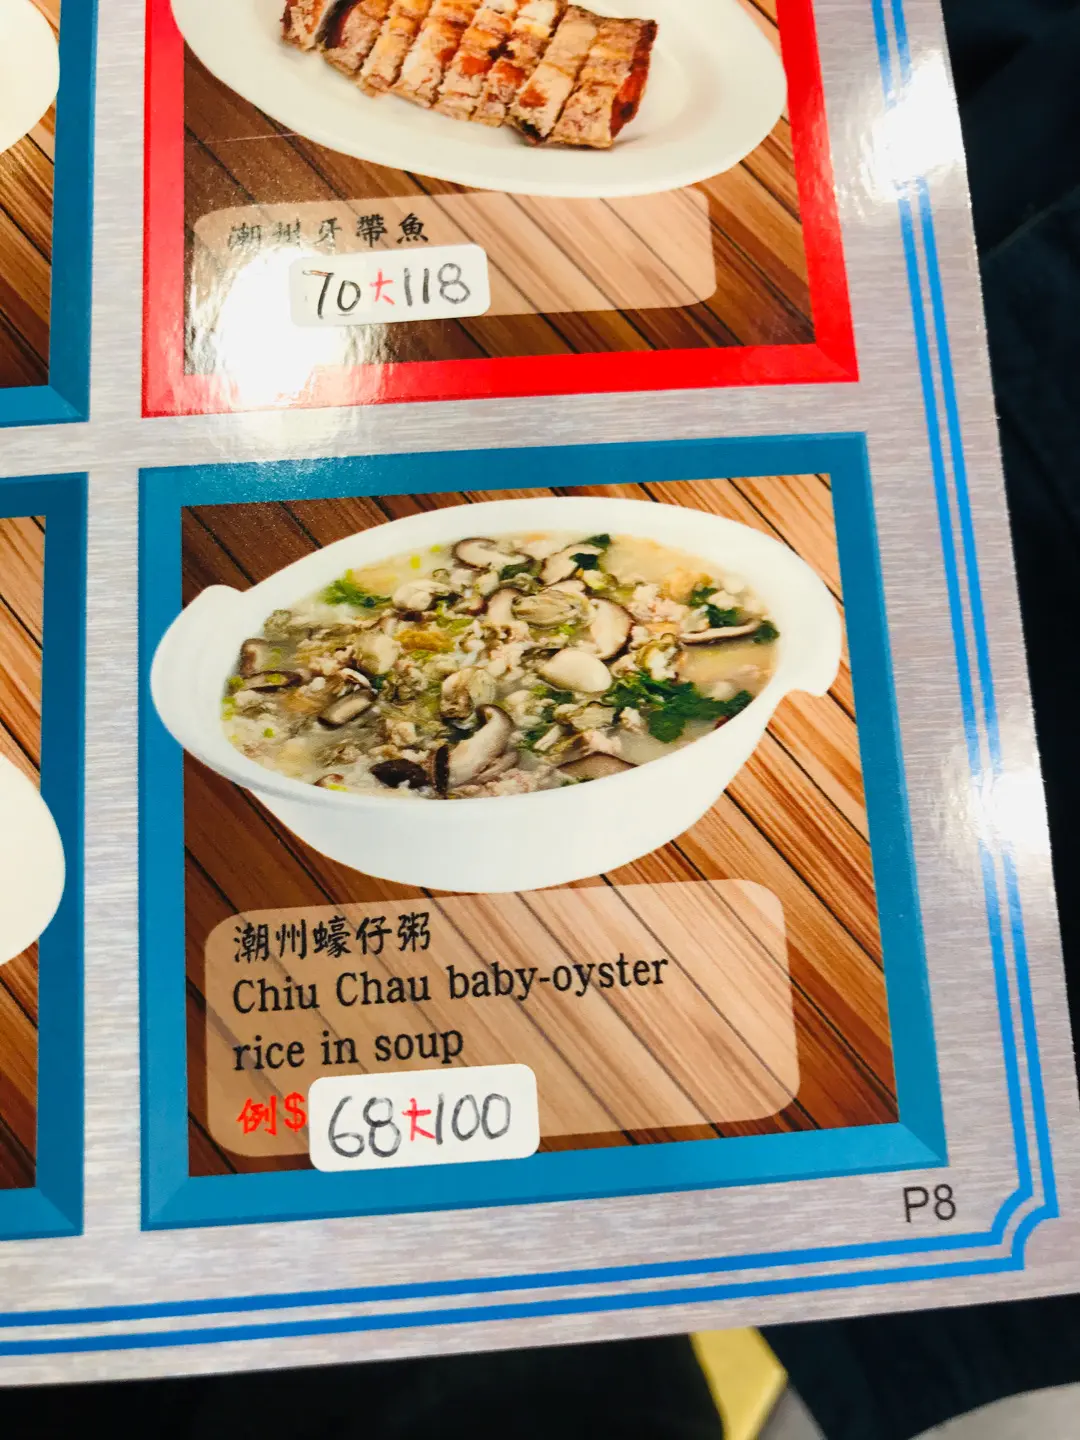 潮州牙帶魚
70大118
潮州蠔仔粥
Chiu Chau baby-oyster
rice in soup
例$ 68大100
P8